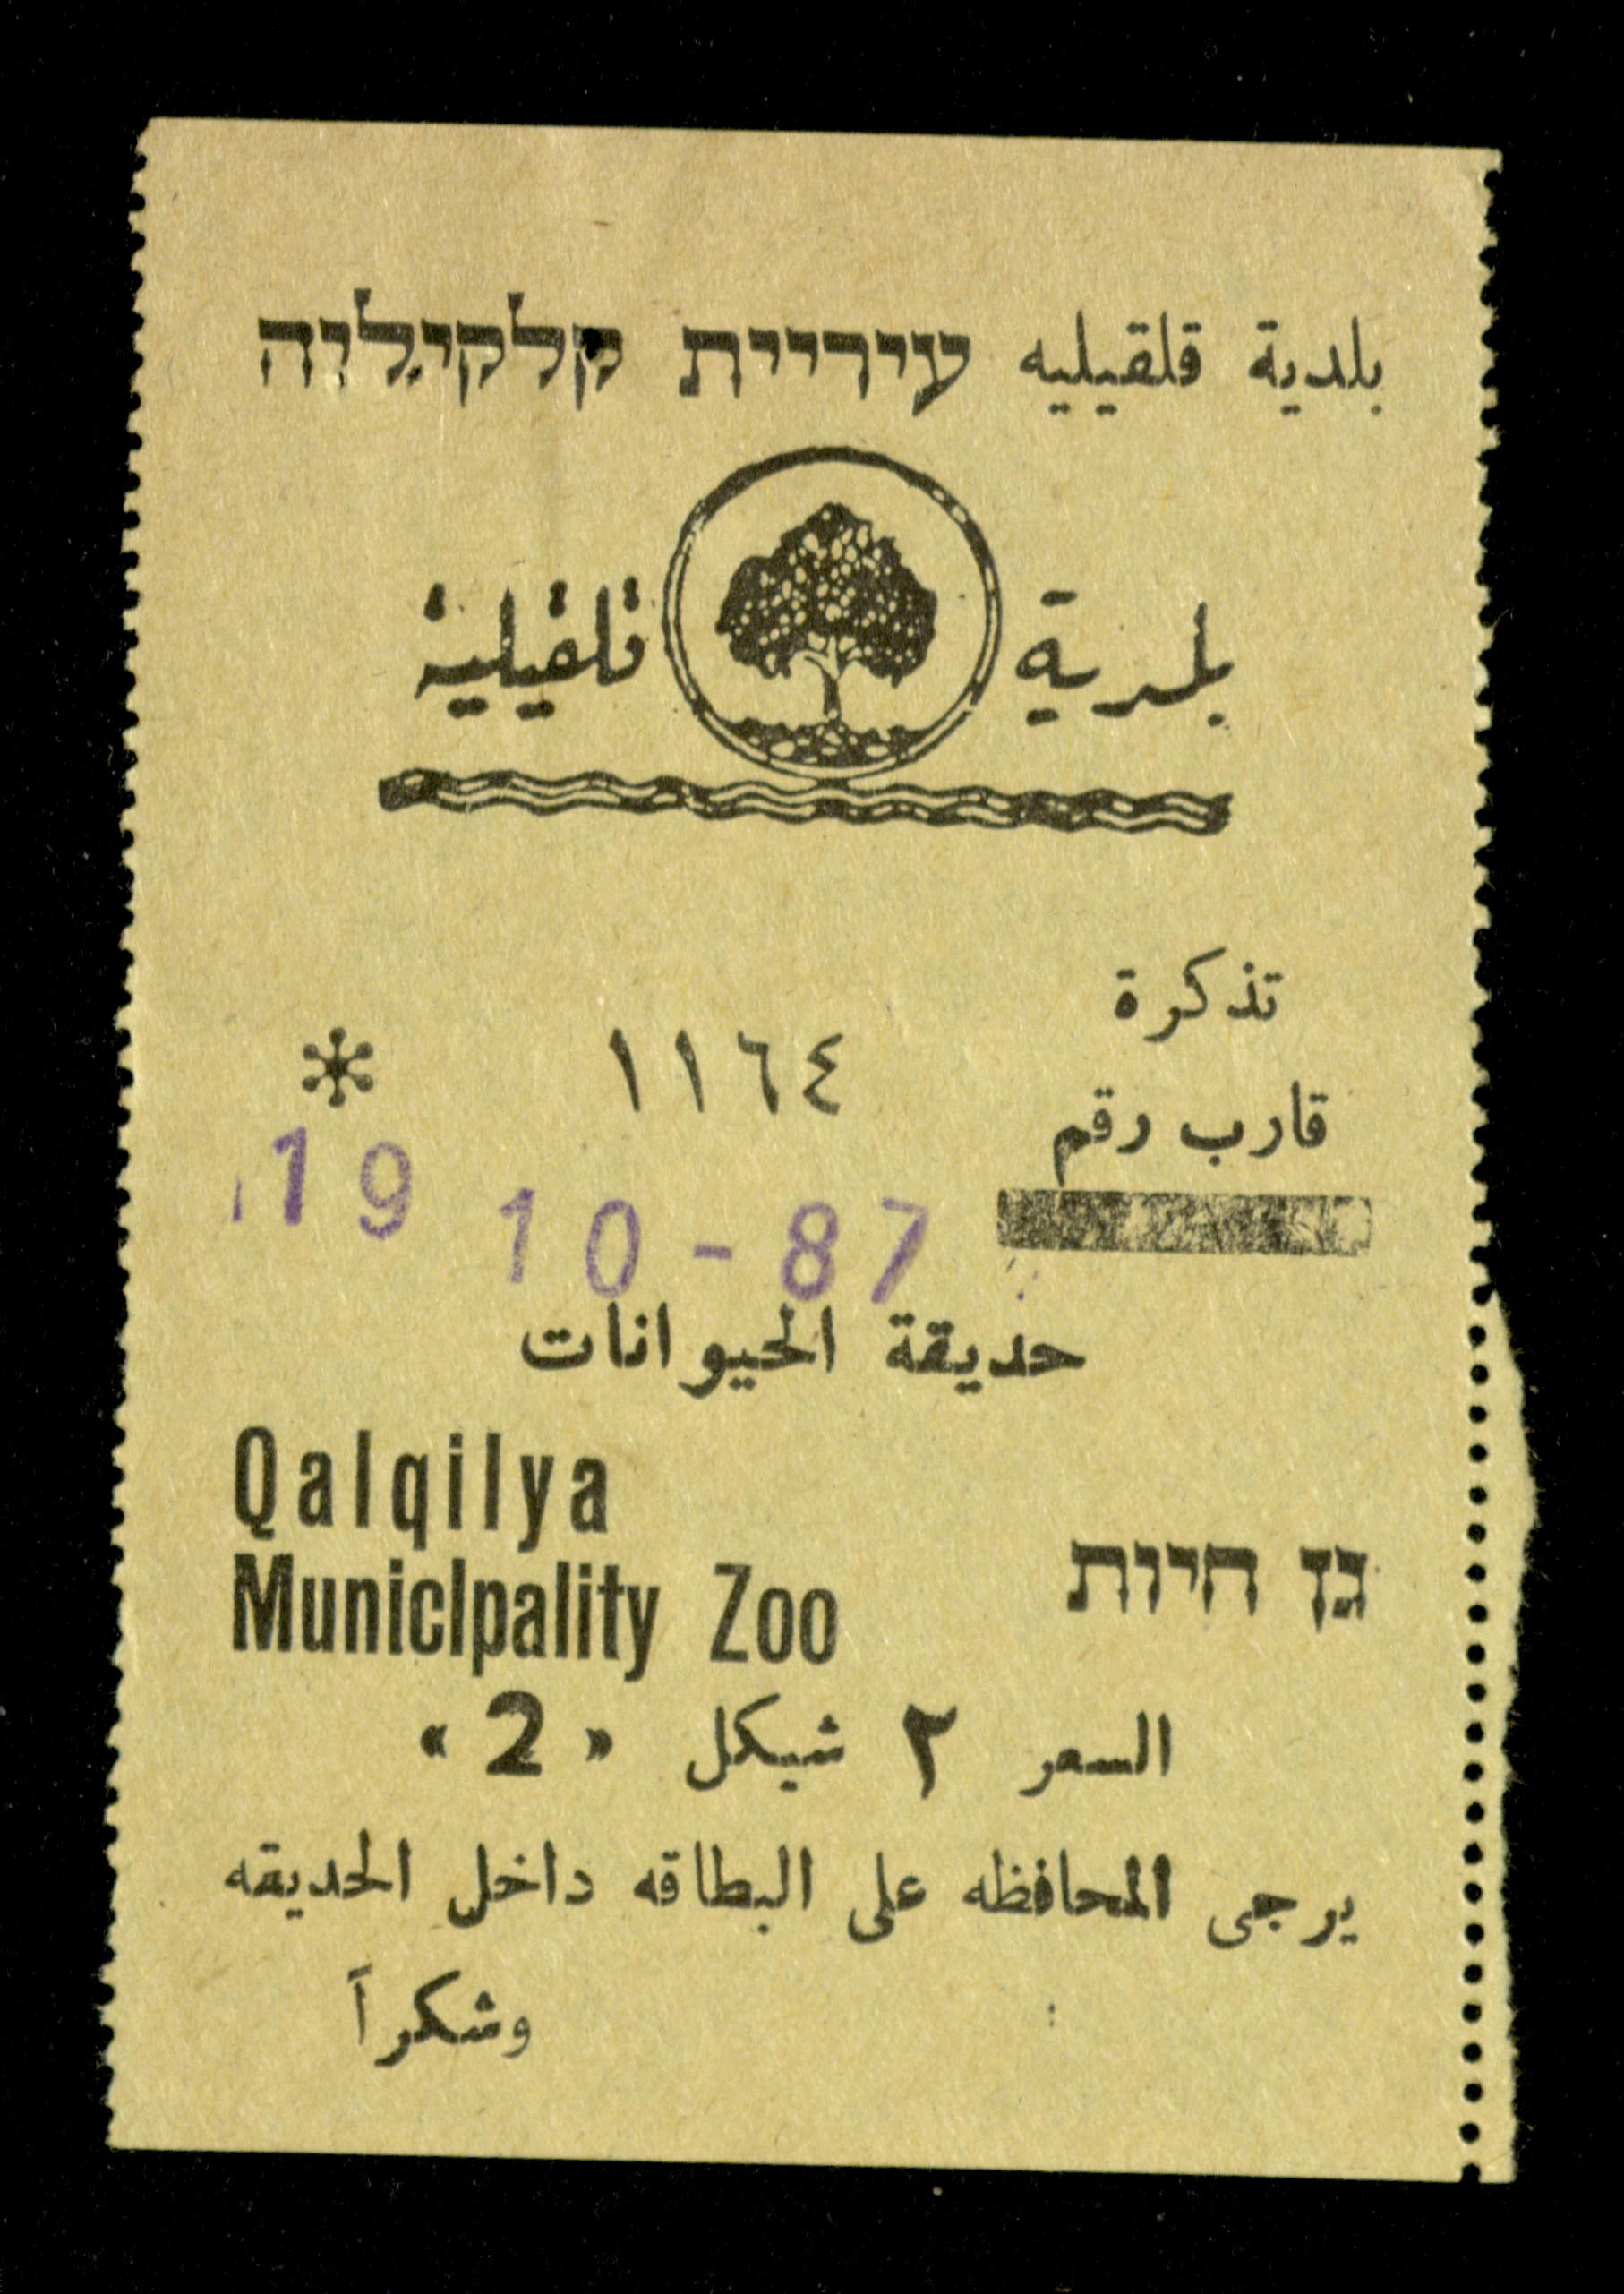 بلدية قلقيليه עיריית קלקיליה
بلدية قلقيلية
تذكرة
١١٦٤ *
قارب رقم
19 10-87
حديقة الحيوانات
Qalqilya
Municlpality Zoo גן חיות
السعر ٢ شيكل « 2 »
يرجى المحافظه على البطاقه داخل الحديقه
وشكراً